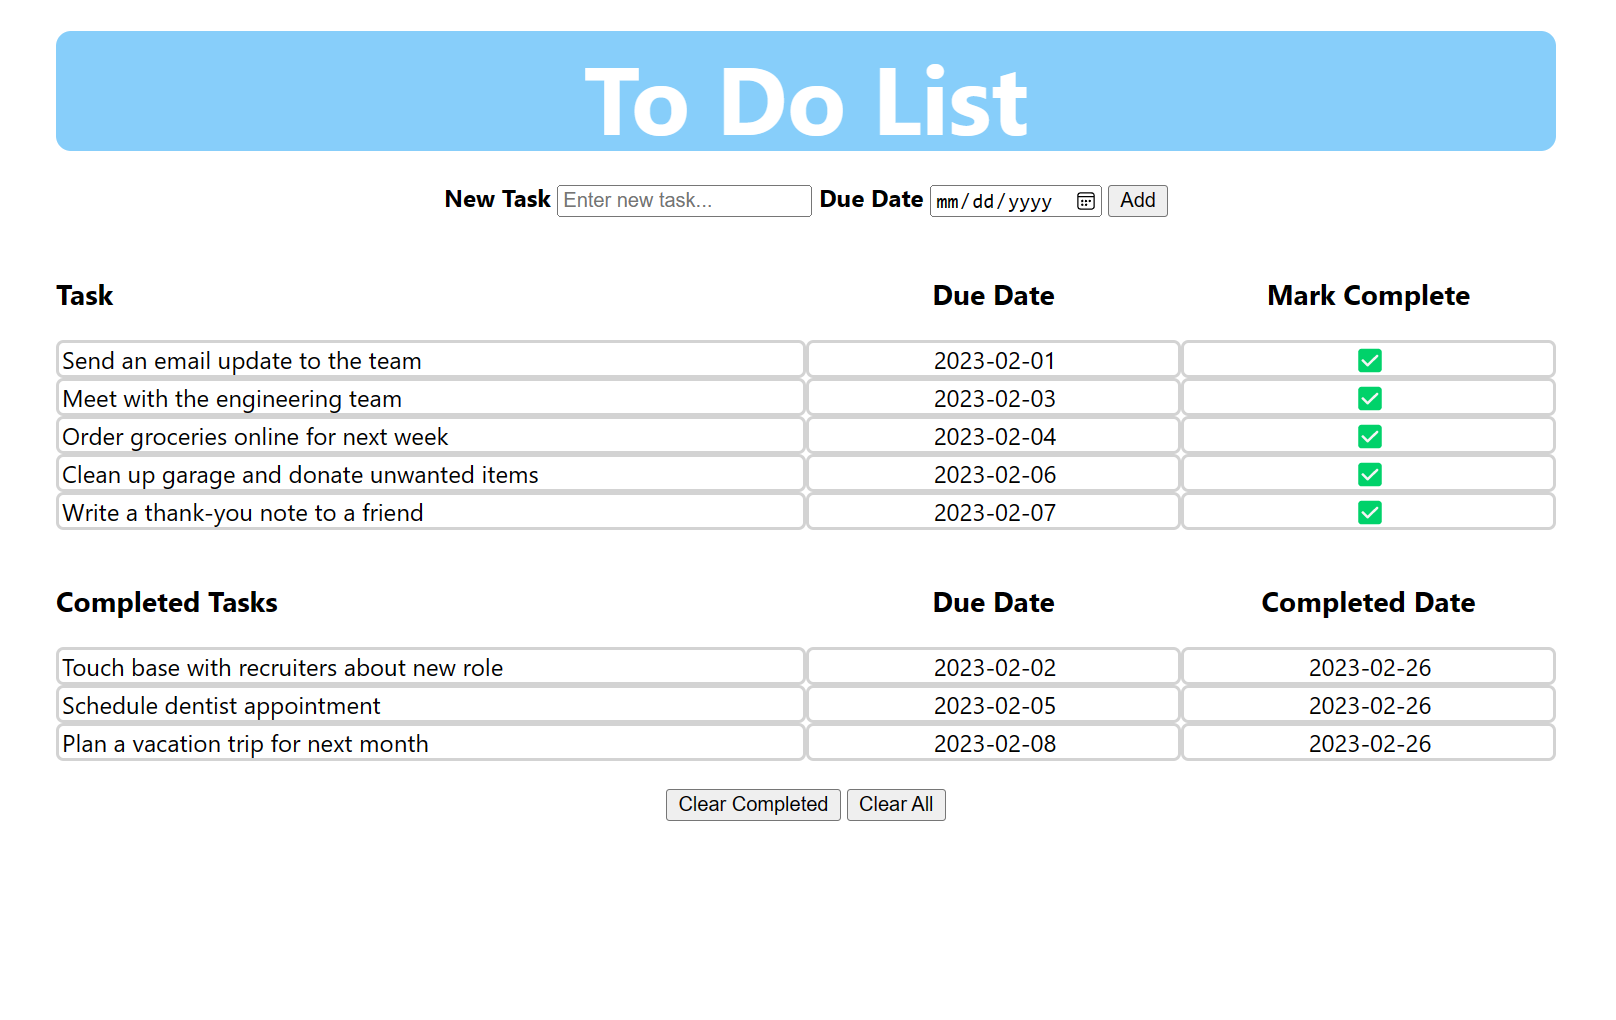 To Do List
New Task Enter new task... Due Date mm/dd/yyyy Add
Task Due Date Mark Complete
Send an email update to the team 2023-02-01
Meet with the engineering team 2023-02-03
Order groceries online for next week 2023-02-04
Clean up garage and donate unwanted items 2023-02-06
Write a thank-you note to a friend 2023-02-07
Completed Tasks Due Date Completed Date
Touch base with recruiters about new role 2023-02-02 2023-02-26
Schedule dentist appointment 2023-02-05 2023-02-26
Plan a vacation trip for next month 2023-02-08 2023-02-26
Clear Completed Clear All